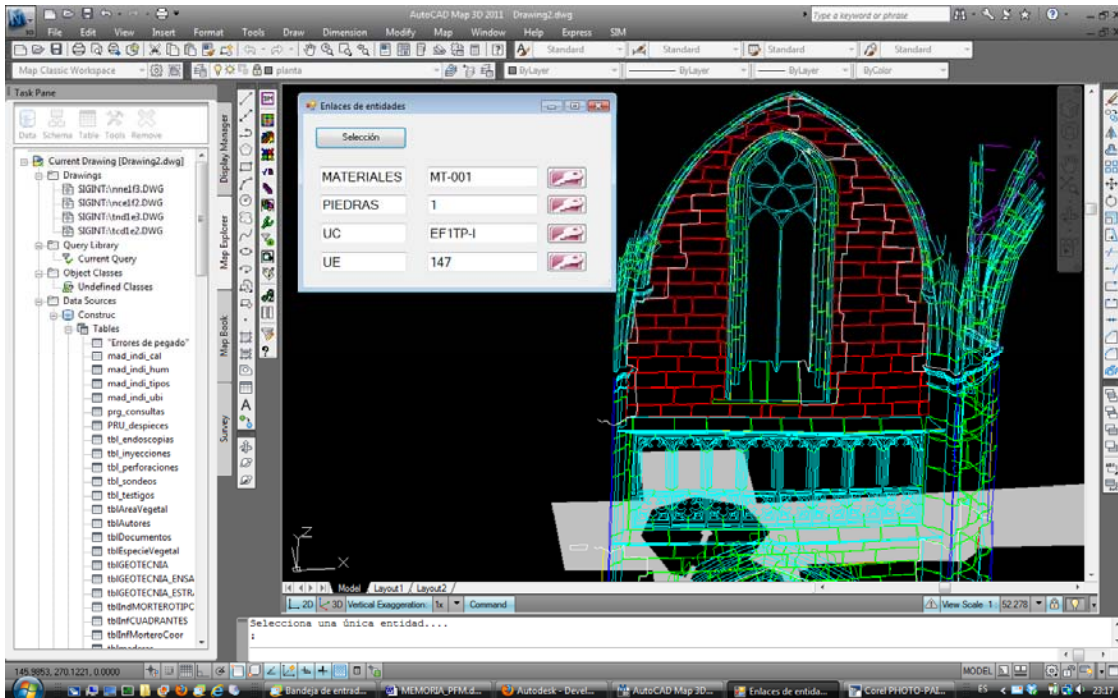 AutoCAD Map 3D 2011 Drawing2.dwg
Type a keyword or phrase
File Edit View Insert Format Tools Draw Dimension Modify Map Window Help Express SIM
Standard Standard Standard Standard
Map Classic Workspace planta ByLayer ByLayer ByLayer ByColor
Task Pane
Data Schema Table Tools Remove
Current Drawing [Drawing2.dwg]
Drawings
SIGINT:\nne1f3.DWG
SIGINT:\nce1f2.DWG
SIGINT:\tnd1e3.DWG
SIGINT:\tcd1e2.DWG
Query Library
Current Query
Object Classes
Undefined Classes
Data Sources
Construc
Tables
"Errores de pegado"
mad_indi_cal
mad_indi_hum
mad_indi_tipos
mad_indi_ubi
prg_consultas
PRU_despieces
tbl_endoscopias
tbl_inyecciones
tbl_perforaciones
tbl_sondeos
tbl_testigos
tblAreaVegetal
tblAutores
tblDocumentos
tblEspecieVegetal
tblGEOTECNIA
tblGEOTECNIA_ENSA
tblGEOTECNIA_ESTR
tblIndMORTEROTIPC
tblInfCUADRANTES
tblInfMorteroCoor
Display Manager
Map Explorer
Map Book
Survey
Enlaces de entidades
Selección
MATERIALES MT-001
PIEDRAS 1
UC EF1TP-I
UE 147
Z
X
Model Layout1 Layout2
2D 3D Vertical Exaggeration: 1x Command
View Scale 1: 52.278
Selecciona una única entidad....
:
145.9853, 270.1221, 0.0000
MODEL
Bandeja de entrad... MEMORIA_PFM.d... Autodesk - Devel... AutoCAD Map 3D... Enlaces de entida... Corel PHOTO-PAI... ES 23:17